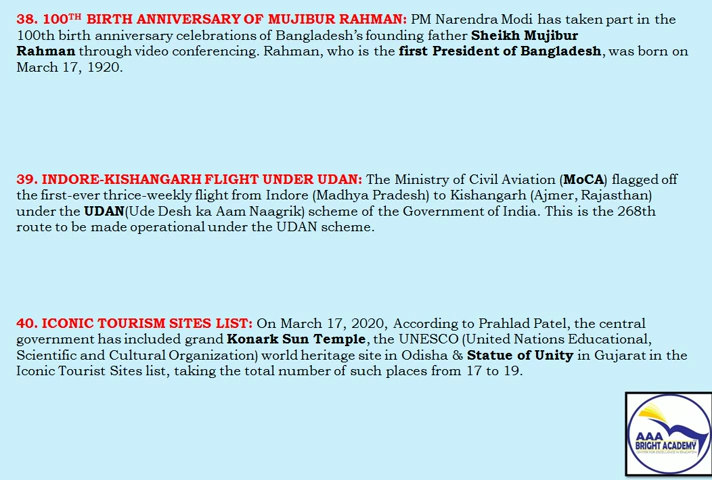 38. 100TH BIRTH ANNIVERSARY OF MUJIBUR RAHMAN: PM Narendra Modi has taken part in the
100th birth anniversary celebrations of Bangladesh's founding father Sheikh Mujibur
Rahman through video conferencing. Rahman, who is the first President of Bangladesh, was born on
March 17, 1920.
39. INDORE-KISHANGARH FLIGHT UNDER UDAN: The Ministry of Civil Aviation (MoCA) flagged off
the first-ever thrice-weekly flight from Indore (Madhya Pradesh) to Kishangarh (Ajmer, Rajasthan)
under the UDAN(Ude Desh ka Aam Naagrik) scheme of the Government of India. This is the 268th
route to be made operational under the UDAN scheme.
40. ICONIC TOURISM SITES LIST: On March 17, 2020, According to Prahlad Patel, the central
government has included grand Konark Sun Temple, the UNESCO (United Nations Educational,
Scientific and Cultural Organization) world heritage site in Odisha & Statue of Unity in Gujarat in the
Iconic Tourist Sites list, taking the total number of such places from 17 to 19.
AAA
BRIGHT ACADEMY